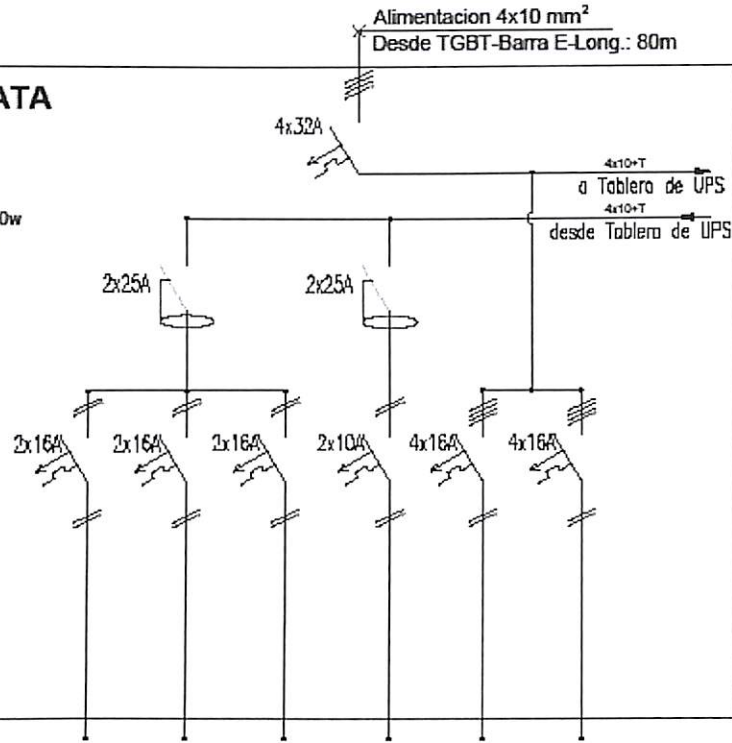 Alimentacion 4x10 mm²
Desde TGBT-Barra E-Long.: 80m
ATA
4x32A
4x10+T
a Tablero de UPS
0w
4x10+T
desde Tablero de UPS
2x25A
2x25A
2x16A
2x16A
2x16A
2x10A
4x16A
4x16A